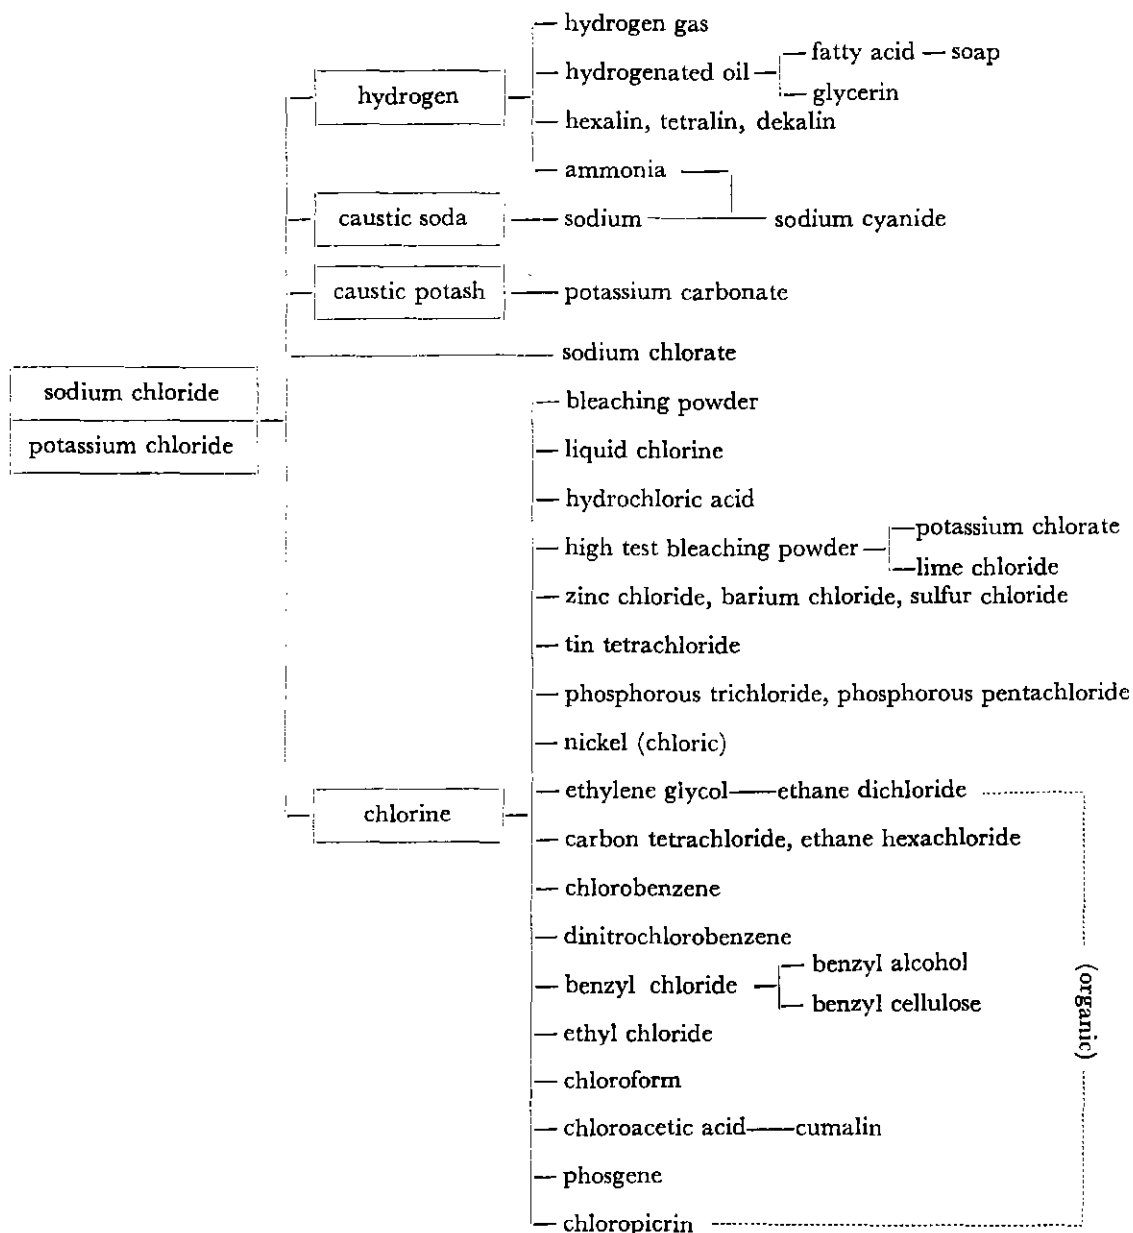 hydrogen gas
fatty acid — soap
hydrogenated oil
glycerin
hydrogen
hexalin, tetralin, dekalin
ammonia
caustic soda
sodium
sodium cyanide
caustic potash
potassium carbonate
sodium chlorate
sodium chloride
potassium chloride
bleaching powder
liquid chlorine
hydrochloric acid
potassium chlorate
high test bleaching powder
lime chloride
zinc chloride, barium chloride, sulfur chloride
tin tetrachloride
phosphorous trichloride, phosphorous pentachloride
nickel (chloric)
chlorine
ethylene glycol——ethane dichloride
carbon tetrachloride, ethane hexachloride
chlorobenzene
dinitrochlorobenzene
benzyl alcohol
benzyl chloride
benzyl cellulose
(organic)
ethyl chloride
chloroform
chloroacetic acid——cumalin
phosgene
chloropicrin